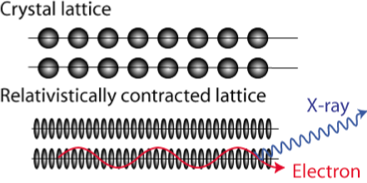 Crystal lattice
Relativistically contracted lattice
X-ray
Electron